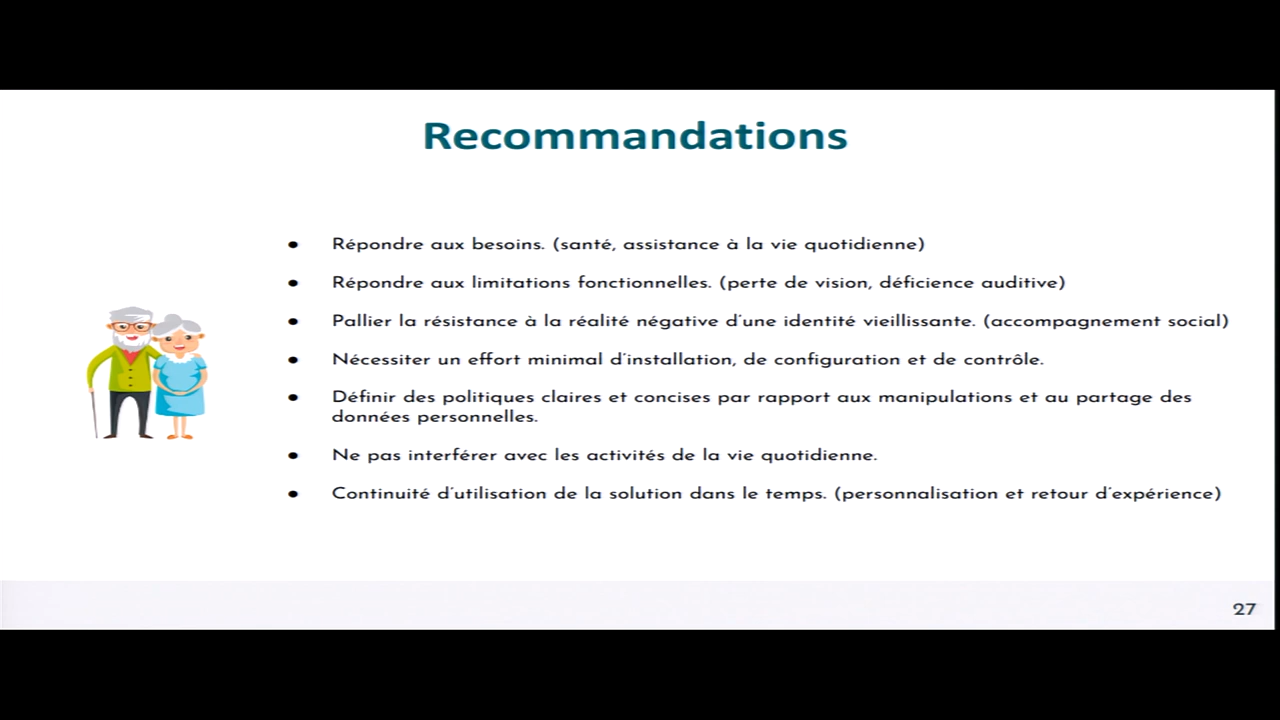 Recommandations
● Répondre aux besoins. (santé, assistance à la vie quotidienne)
● Répondre aux limitations fonctionnelles. (perte de vision, déficience auditive)
● Pallier la résistance à la réalité négative d'une identité vieillissante. (accompagnement social)
● Nécessiter un effort minimal d'installation, de configuration et de contrôle.
● Définir des politiques claires et concises par rapport aux manipulations et au partage des
données personnelles.
● Ne pas interférer avec les activités de la vie quotidienne.
● Continuité d'utilisation de la solution dans le temps. (personnalisation et retour d'expérience)
27